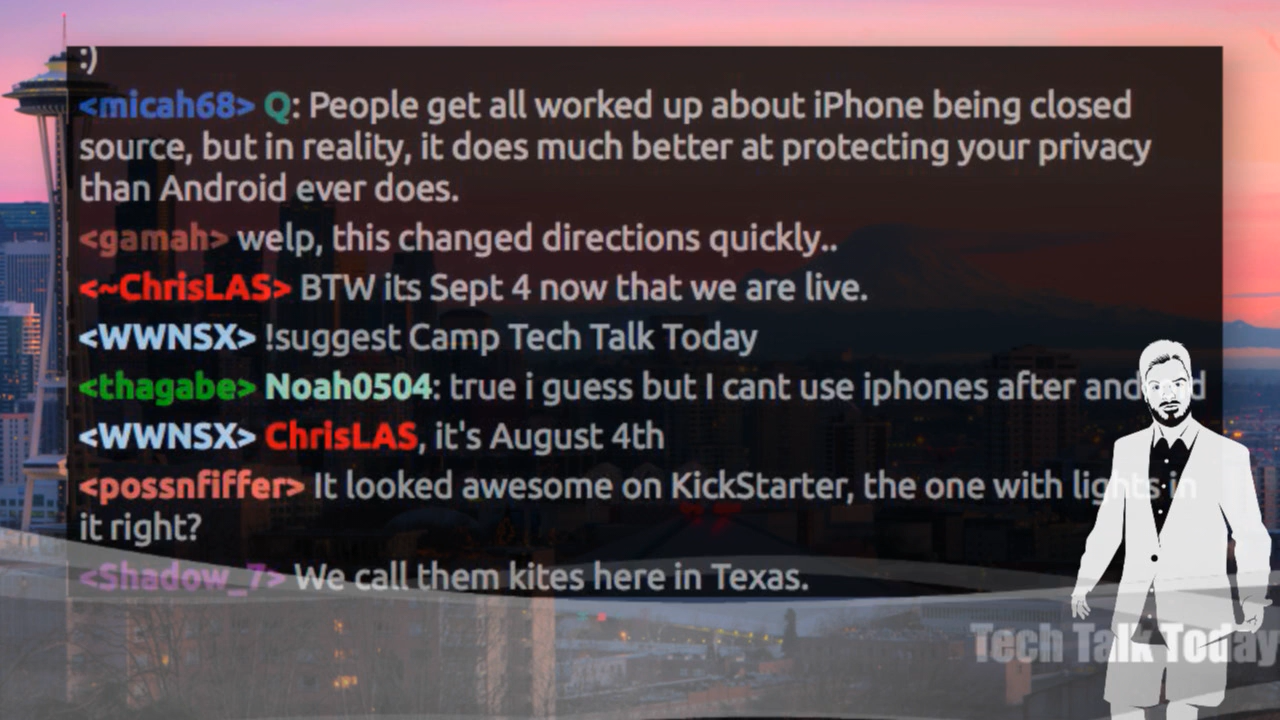 :)
<micah68> Q: People get all worked up about iPhone being closed
source, but in reality, it does much better at protecting your privacy
than Android ever does.
<gamah> welp, this changed directions quickly..
<~ChrisLAS> BTW its Sept 4 now that we are live.
<WWNSX> !suggest Camp Tech Talk Today
<thagabe> Noah0504: true i guess but I cant use iphones after android
<WWNSX> ChrisLAS, it's August 4th
<possnfiffer> It looked awesome on KickStarter, the one with lights in
it right?
<Shadow_7> We call them kites here in Texas.
Tech Talk Today